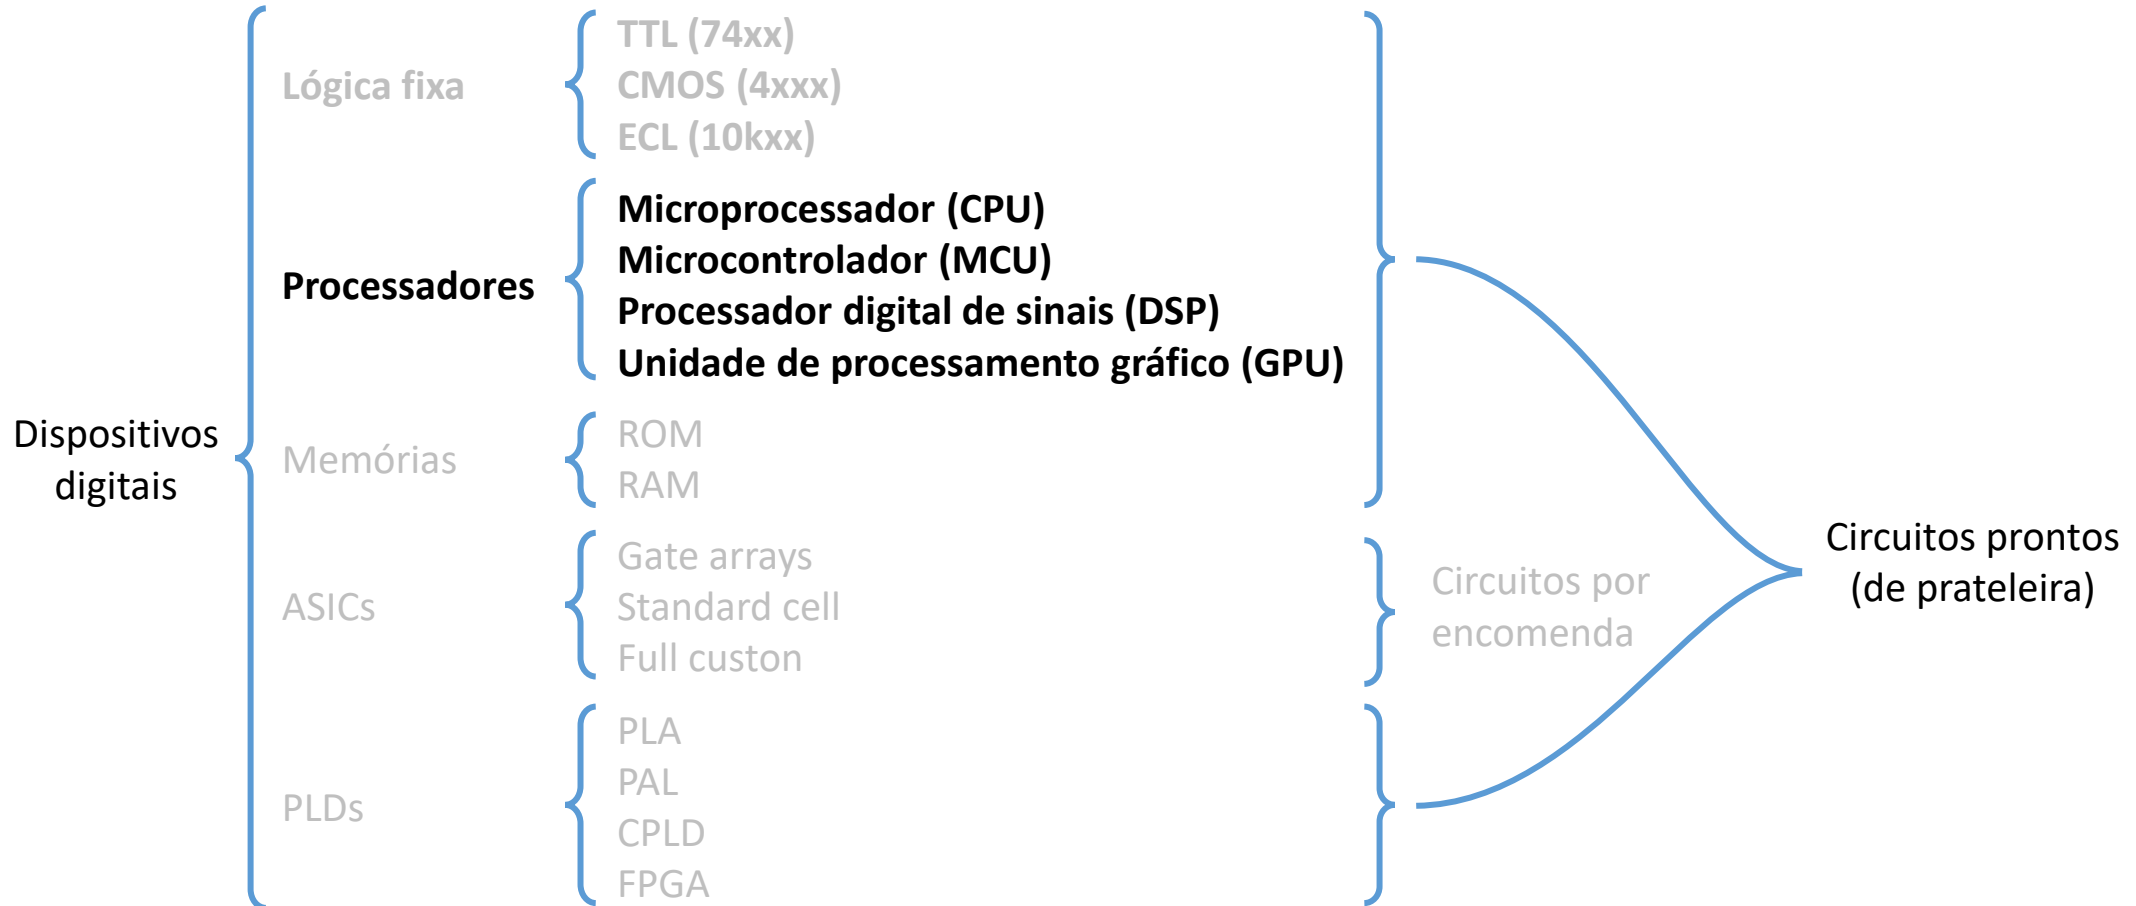 Dispositivos
digitais
Lógica fixa
TTL (74xx)
CMOS (4xxx)
ECL (10kxx)
Processadores
Microprocessador (CPU)
Microcontrolador (MCU)
Processador digital de sinais (DSP)
Unidade de processamento gráfico (GPU)
Memórias
ROM
RAM
ASICs
Gate arrays
Standard cell
Full custon
PLDs
PLA
PAL
CPLD
FPGA
Circuitos por
encomenda
Circuitos prontos
(de prateleira)